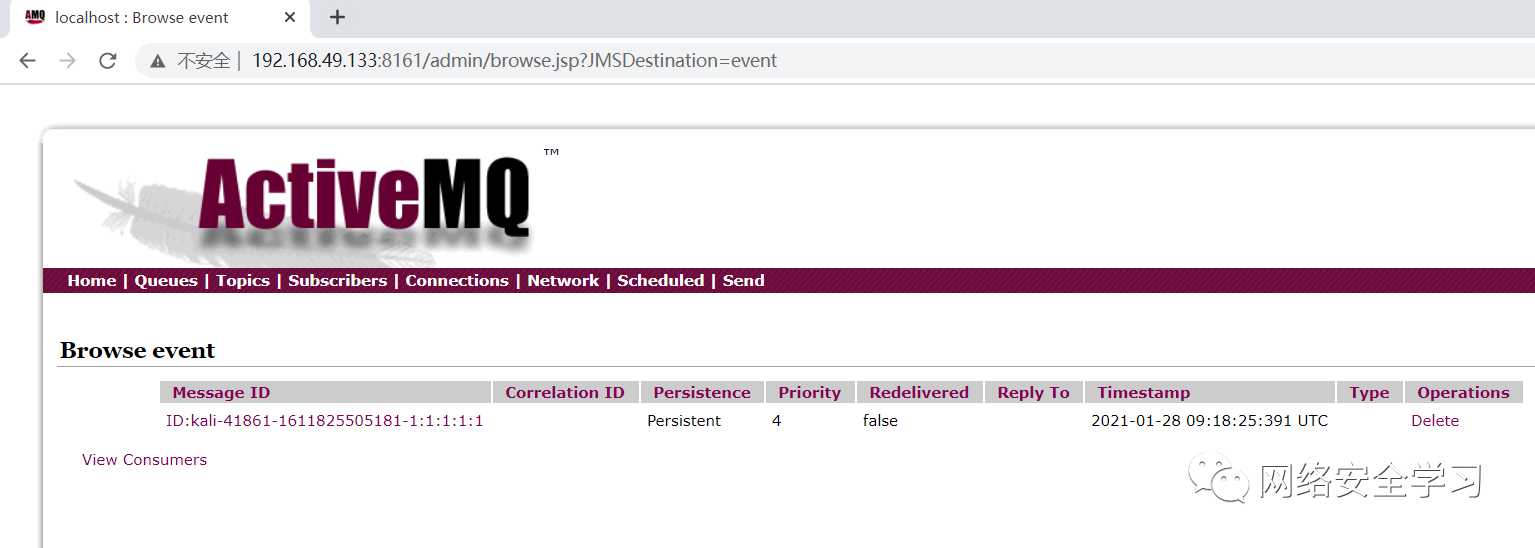 AMQ localhost : Browse event
不安全 | 192.168.49.133:8161/admin/browse.jsp?JMSDestination=event
ActiveMQ™
Home | Queues | Topics | Subscribers | Connections | Network | Scheduled | Send
Browse event
Message ID Correlation ID Persistence Priority Redelivered Reply To Timestamp Type Operations
ID:kali-41861-1611825505181-1:1:1:1:1 Persistent 4 false 2021-01-28 09:18:25:391 UTC Delete
View Consumers
网络安全学习